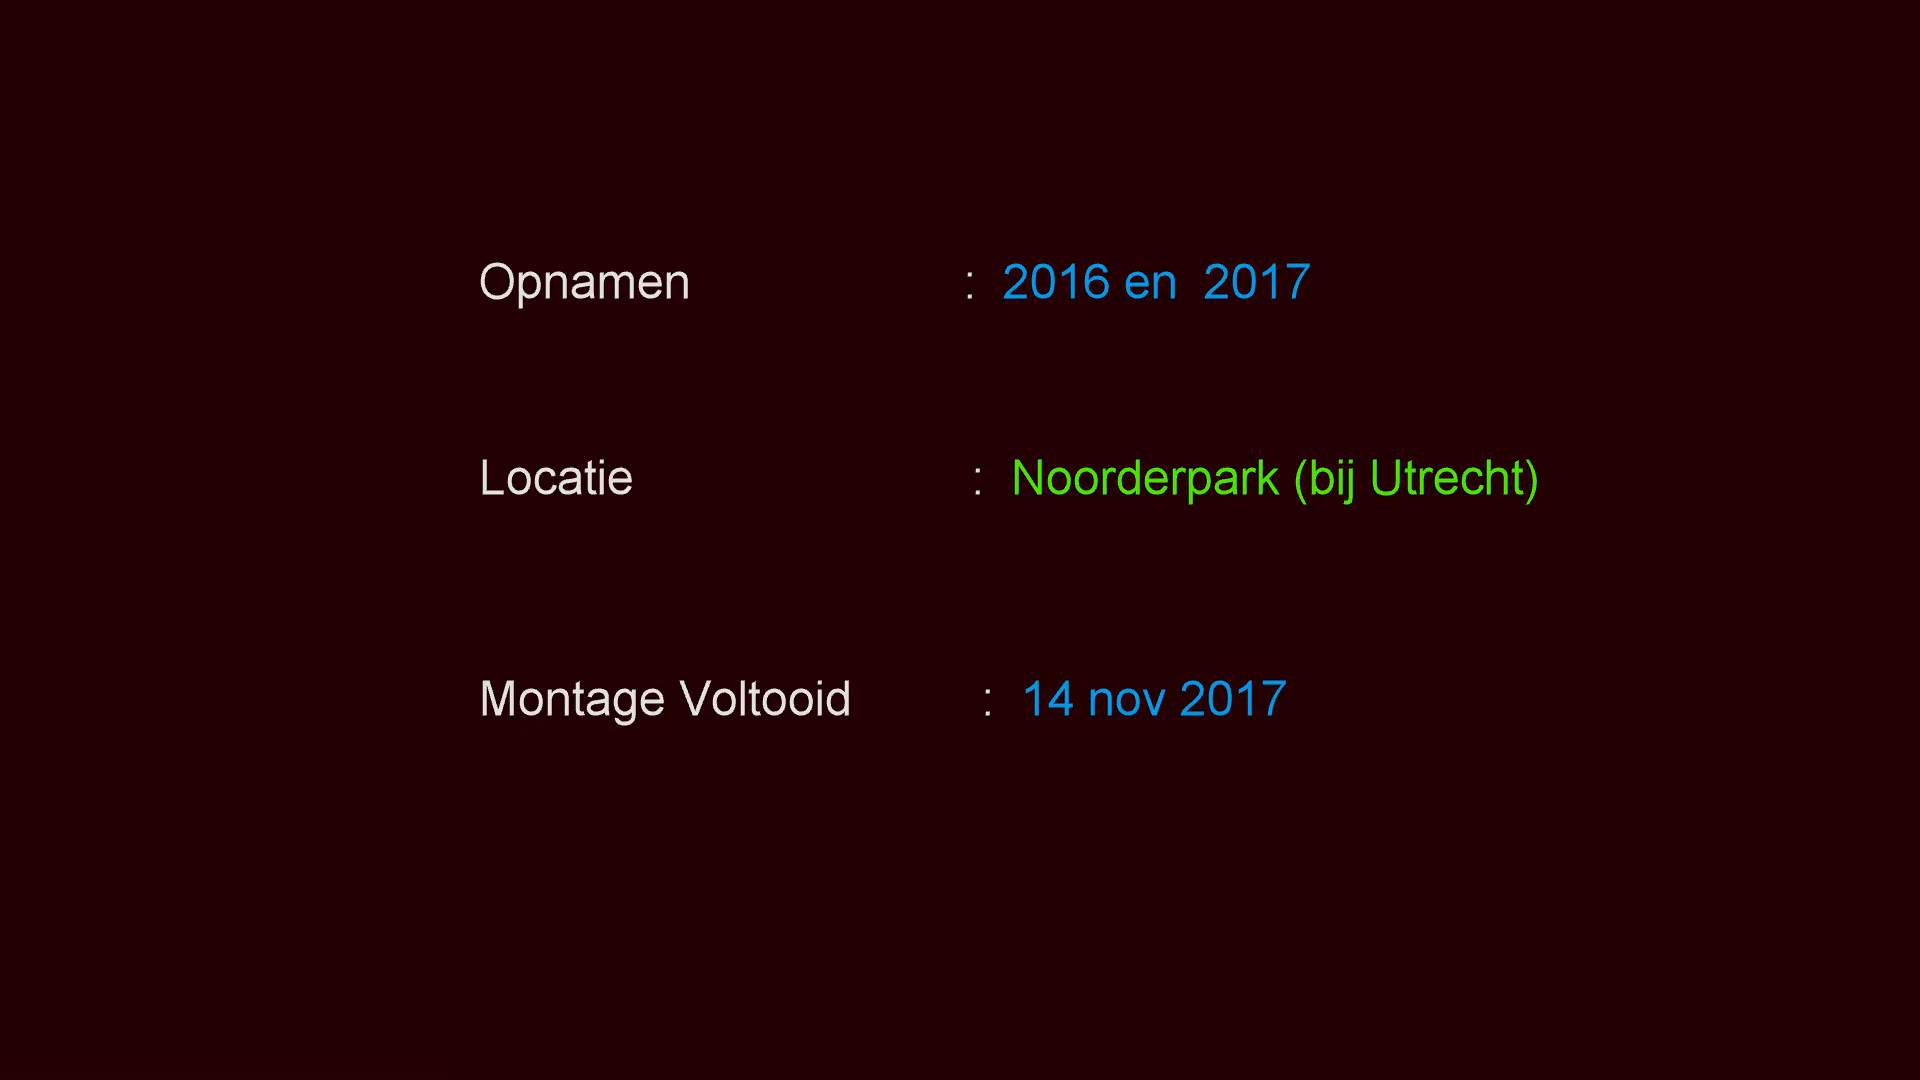 Opnamen : 2016 en 2017
Locatie : Noorderpark (bij Utrecht)
Montage Voltooid : 14 nov 2017